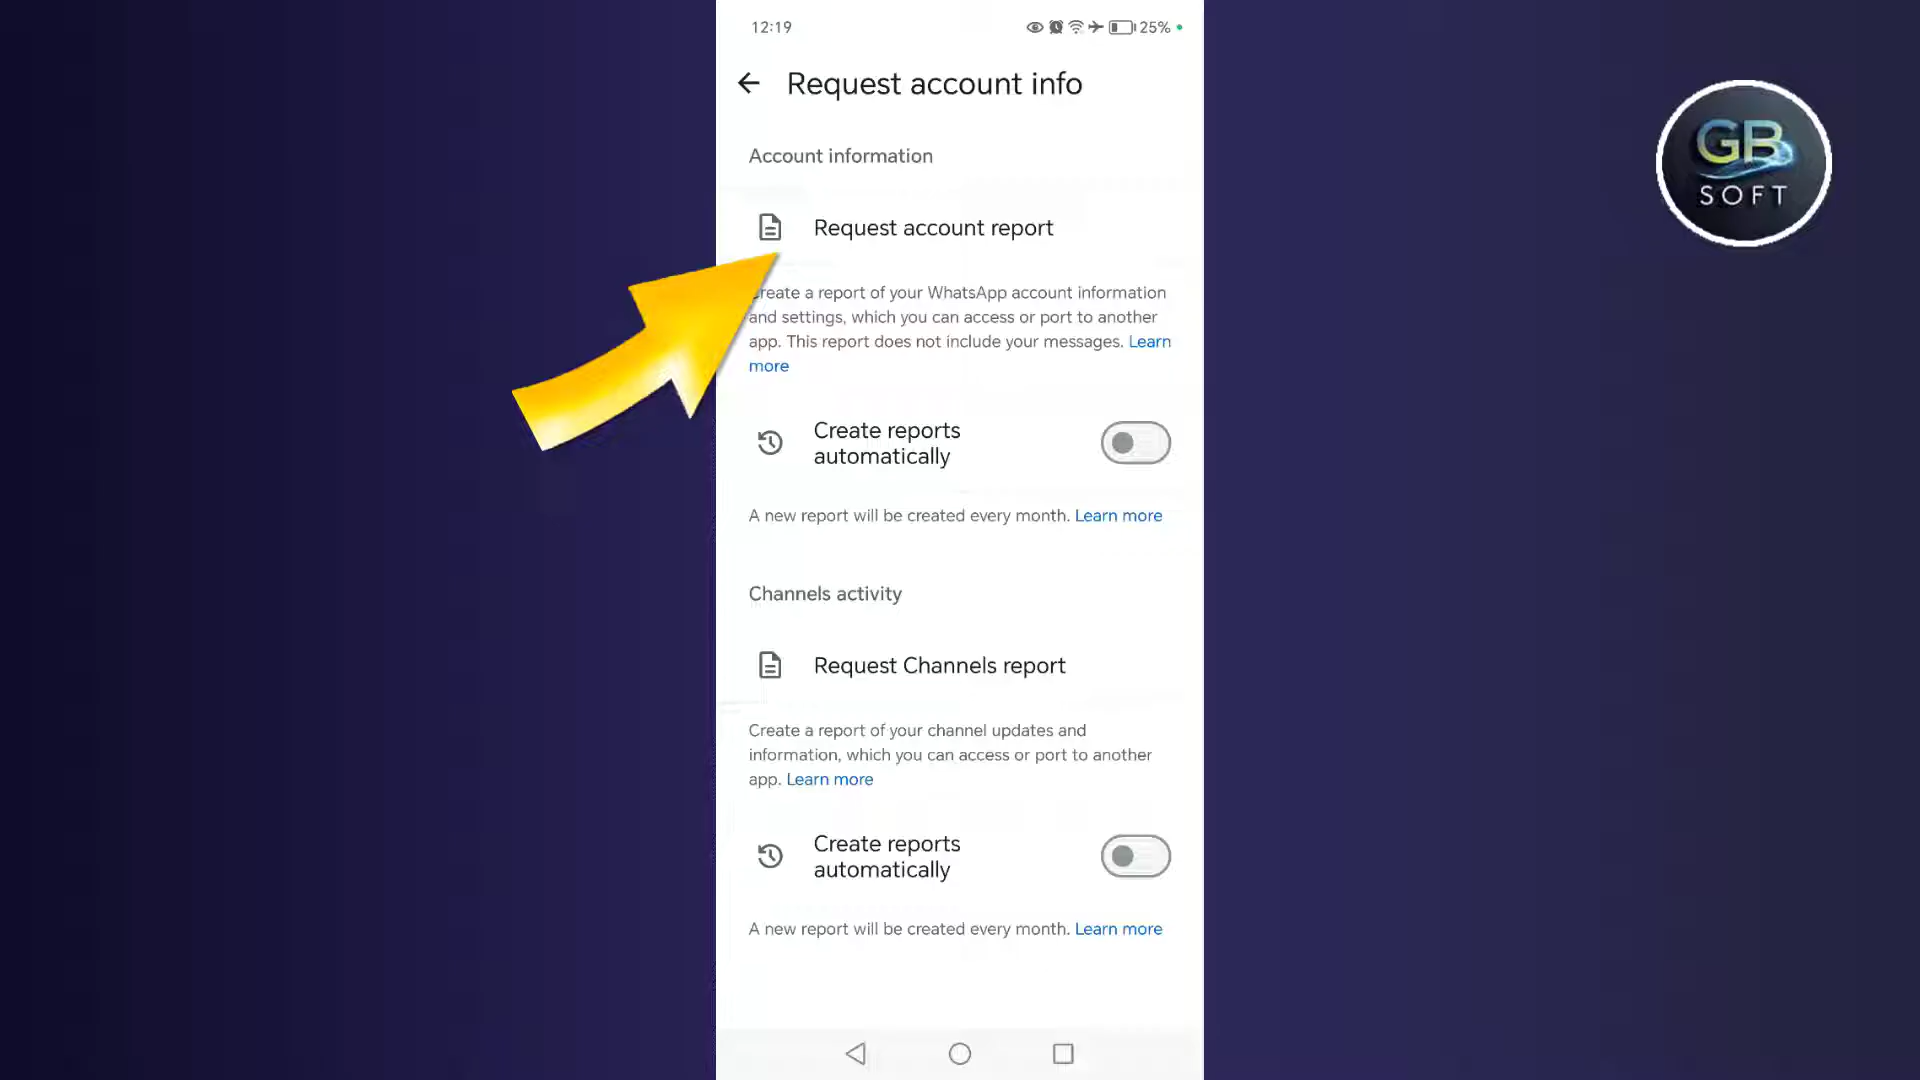 12:19
25%
Request account info
Account information
Request account report
Create a report of your WhatsApp account information
and settings, which you can access or port to another
app. This report does not include your messages. Learn
more
Create reports
automatically
A new report will be created every month. Learn more
Channels activity
Request Channels report
Create a report of your channel updates and
information, which you can access or port to another
app. Learn more
Create reports
automatically
A new report will be created every month. Learn more
GB
SOFT